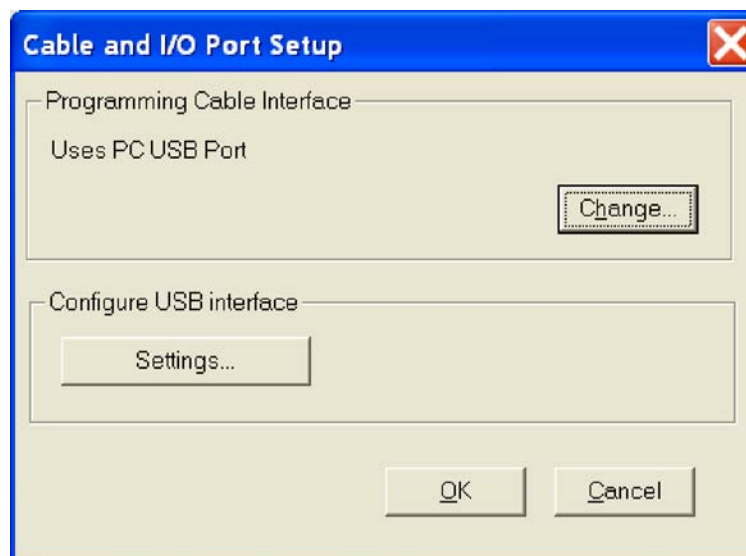 Cable and I/O Port Setup
Programming Cable Interface
Uses PC USB Port
Change...
Configure USB interface
Settings...
OK
Cancel